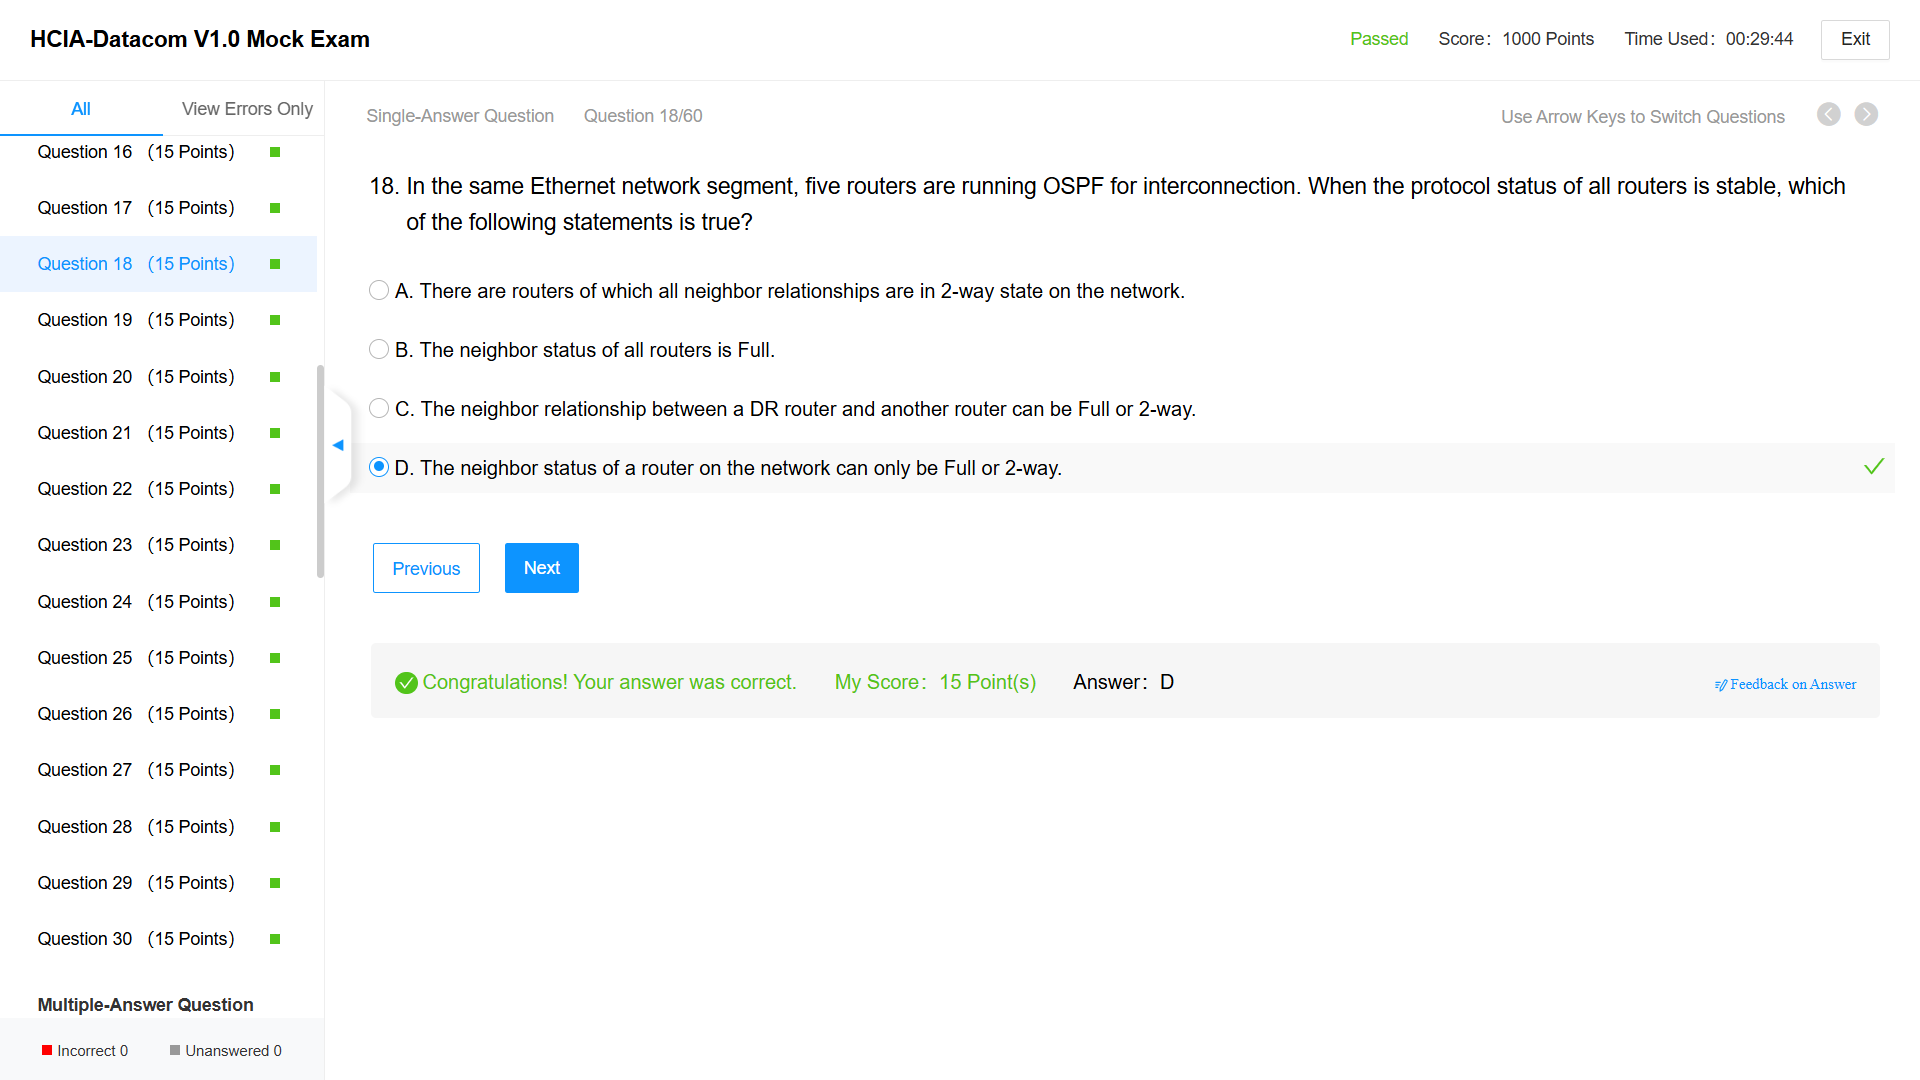 HCIA-Datacom V1.0 Mock Exam
Passed Score: 1000 Points Time Used: 00:29:44 Exit
All View Errors Only
Single-Answer Question Question 18/60 Use Arrow Keys to Switch Questions
Question 16 (15 Points)
Question 17 (15 Points)
Question 18 (15 Points)
Question 19 (15 Points)
Question 20 (15 Points)
Question 21 (15 Points)
Question 22 (15 Points)
Question 23 (15 Points)
Question 24 (15 Points)
Question 25 (15 Points)
Question 26 (15 Points)
Question 27 (15 Points)
Question 28 (15 Points)
Question 29 (15 Points)
Question 30 (15 Points)
Multiple-Answer Question
Incorrect 0 Unanswered 0
18. In the same Ethernet network segment, five routers are running OSPF for interconnection. When the protocol status of all routers is stable, which
of the following statements is true?
A. There are routers of which all neighbor relationships are in 2-way state on the network.
B. The neighbor status of all routers is Full.
C. The neighbor relationship between a DR router and another router can be Full or 2-way.
D. The neighbor status of a router on the network can only be Full or 2-way.
Previous Next
Congratulations! Your answer was correct. My Score: 15 Point(s) Answer: D Feedback on Answer